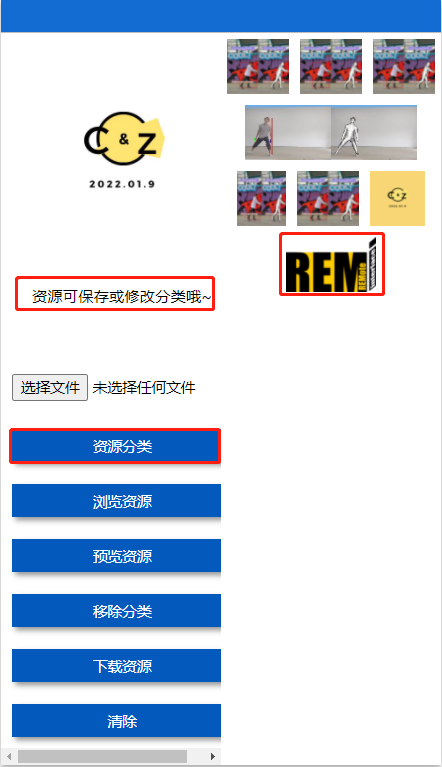 C & Z
2022.01.9
资源可保存或修改分类哦~
选择文件 未选择任何文件
资源分类
浏览资源
预览资源
移除分类
下载资源
清除
REMi
REMote